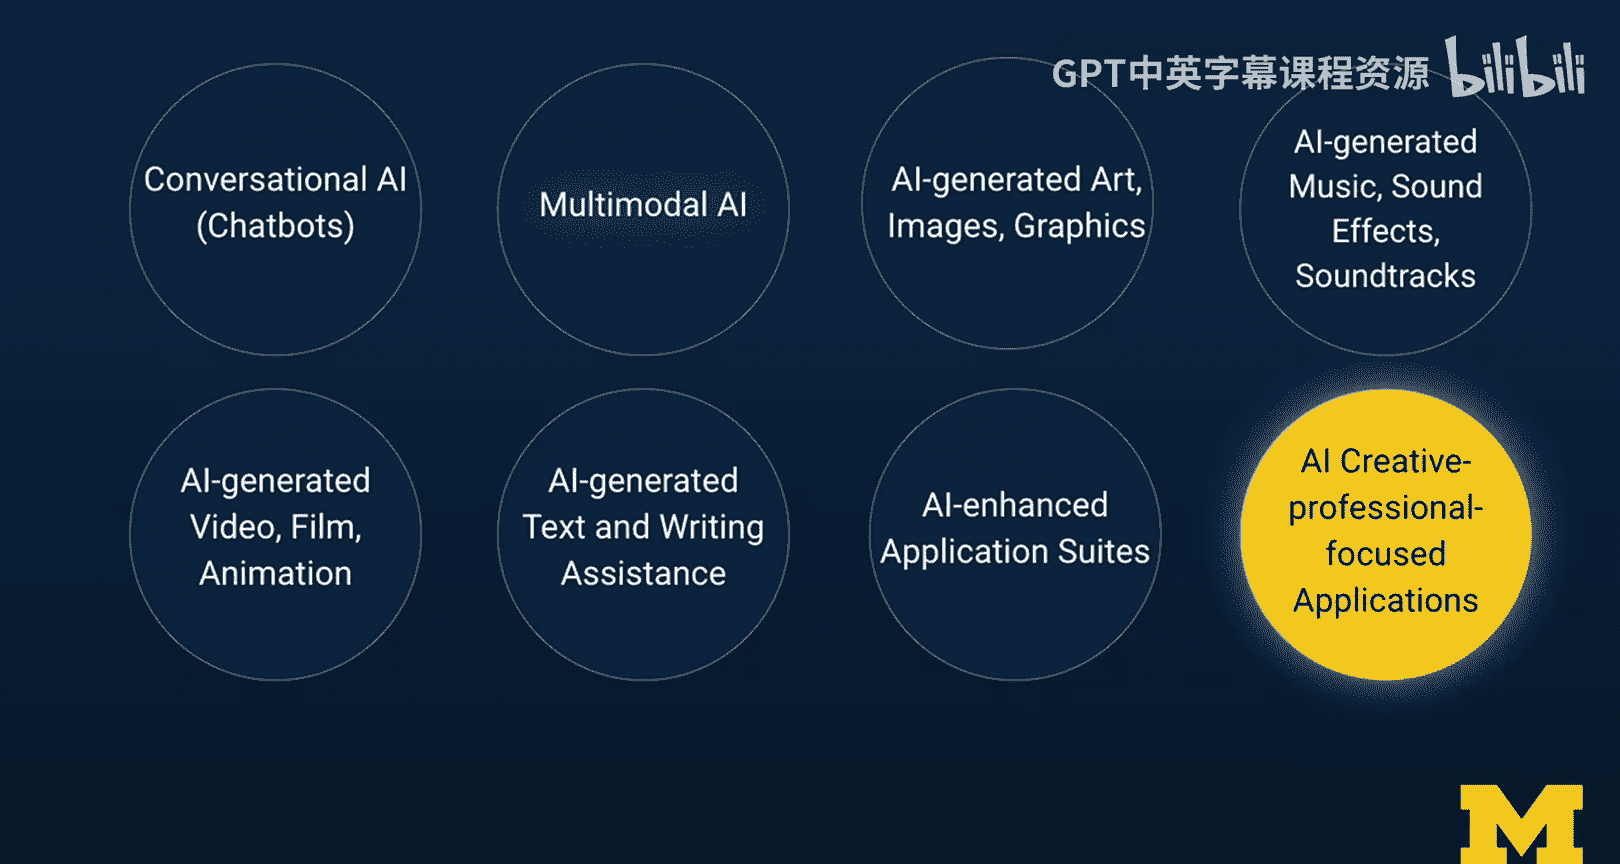 GPT中英字幕课程资源 bilibili
Conversational AI
(Chatbots)
Multimodal AI
AI-generated Art,
Images, Graphics
AI-generated
Music, Sound
Effects,
Soundtracks
AI-generated
Video, Film,
Animation
AI-generated
Text and Writing
Assistance
AI-enhanced
Application Suites
AI Creative-
professional-
focused
Applications
M